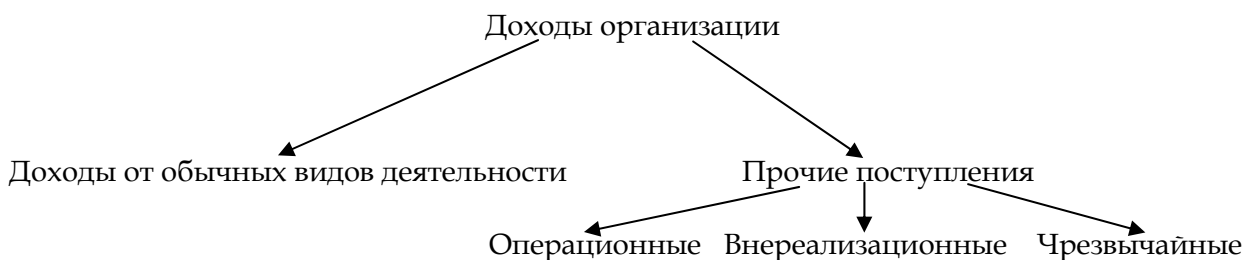 Доходы организации
Доходы от обычных видов деятельности Прочие поступления
Операционные Внереализационные Чрезвычайные